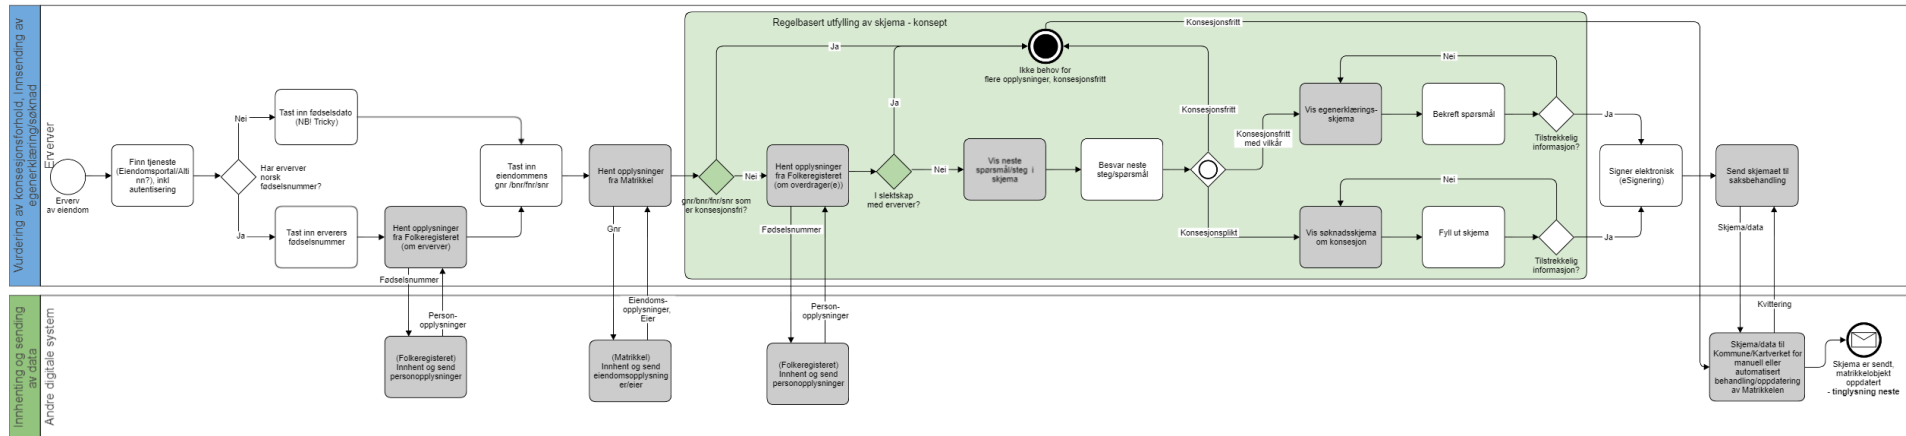 Vurdering av konsesjonsforhold, Innsending av
egenerklæring/søknad
Erverver
Erverv
av eiendom
Finn tjeneste
(Eiendomsportal/Alti
nn?), inkl
autentisering
Har erverver
norsk
fødselsnummer?
Nei
Ja
Tast inn fødselsdato
(NB! Tricky)
Tast inn erverers
fødselsnummer
Hent opplysninger
fra Folkeregisteret
(om erverver)
Tast inn
eiendommens
gnr /bnr/fnr/snr
Hent opplysninger
fra Matrikkel
Fødselsnummer
Person-
opplysninger
Gnr
Eiendoms-
opplysninger,
Eier
Regelbasert utfylling av skjema - konsept
gnr/bnr/fnr/snr som
er konsesjonsfri?
Ja
Nei
Hent opplysninger
fra Folkeregisteret
(om overdrager(e))
Fødselsnummer
Person-
opplysninger
I slektskap
med erverver?
Ja
Nei
Ikke behov for
flere opplysninger, konsesjonsfritt
Vis neste
spørsmål/steg i
skjema
Besvar neste
steg/spørsmål
Konsesjonsfritt
Konsesjonsfritt
Konsesjonsfritt
med vilkår
Konsesjonsplikt
Vis egenerklærings-
skjema
Bekreft spørsmål
Nei
Tilstrekkelig
informasjon?
Ja
Vis søknadsskjema
om konsesjon
Fyll ut skjema
Nei
Tilstrekkelig
informasjon?
Ja
Signer elektronisk
(eSignering)
Send skjemaet til
saksbehandling
Skjema/data
Kvittering
Innhenting og sending
av data
Andre digitale system
(Folkeregisteret)
Innhent og send
personopplysninger
(Matrikkel)
Innhent og send
eiendomsopplysning
er/eier
(Folkeregisteret)
Innhent og send
personopplysninger
Skjema/data til
Kommune/Kartverket for
manuell eller
automatisert
behandling/oppdatering
av Matrikkelen
Skjema er sendt,
matrikkelobjekt
oppdatert
- tinglysning neste